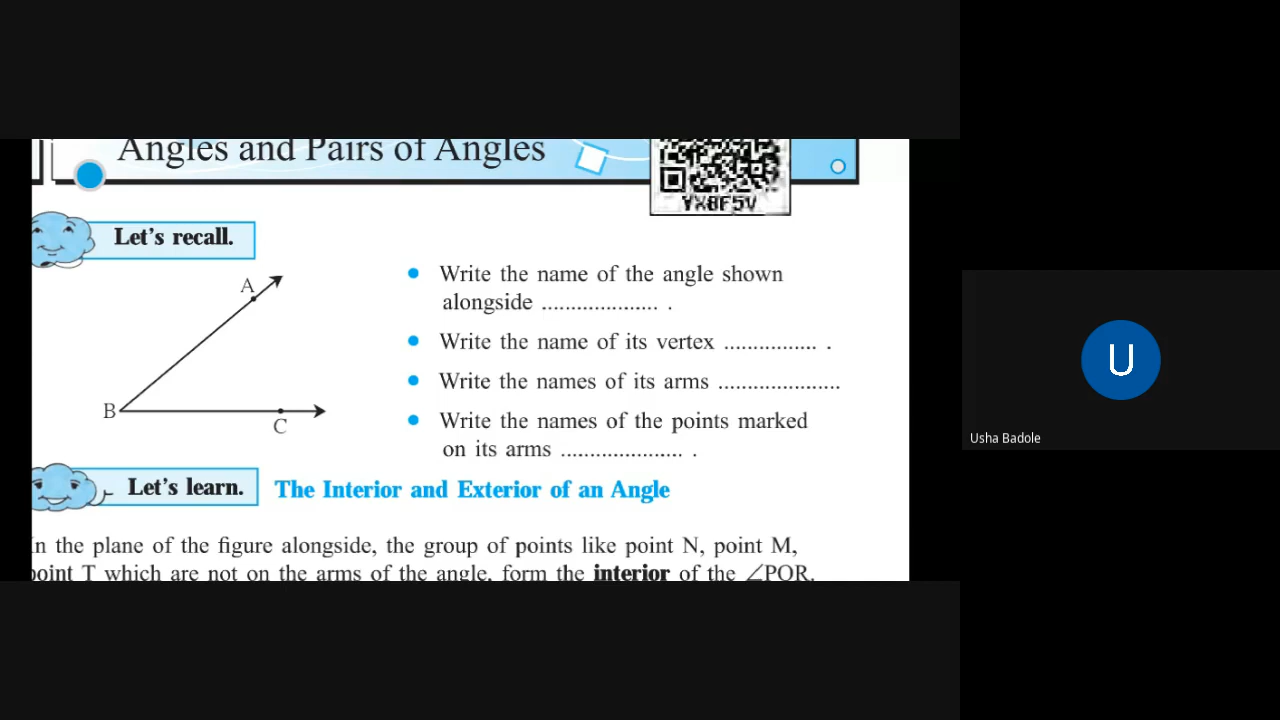 Angles and Pairs of Angles
YX8F5V
Let's recall.
A
B
C
• Write the name of the angle shown
alongside .................... .
• Write the name of its vertex ................ .
• Write the names of its arms .....................
• Write the names of the points marked
on its arms ..................... .
Let's learn.
The Interior and Exterior of an Angle
In the plane of the figure alongside, the group of points like point N, point M,
point T which are not on the arms of the angle, form the interior of the ∠PQR.
U
Usha Badole